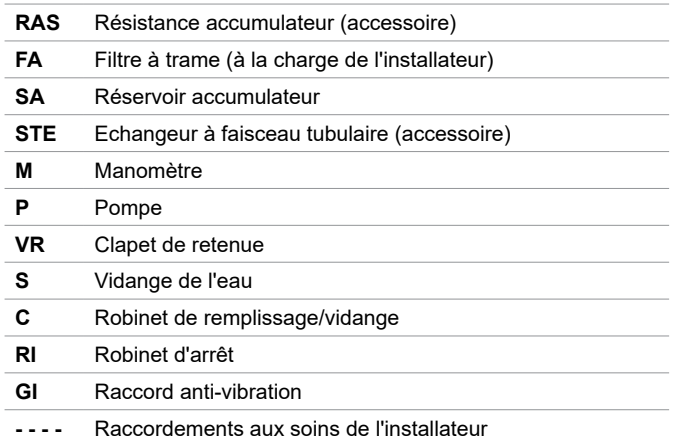 RAS Résistance accumulateur (accessoire)
FA Filtre à trame (à la charge de l'installateur)
SA Réservoir accumulateur
STE Echangeur à faisceau tubulaire (accessoire)
M Manomètre
P Pompe
VR Clapet de retenue
S Vidange de l'eau
C Robinet de remplissage/vidange
RI Robinet d'arrêt
GI Raccord anti-vibration
- - - - Raccordements aux soins de l'installateur